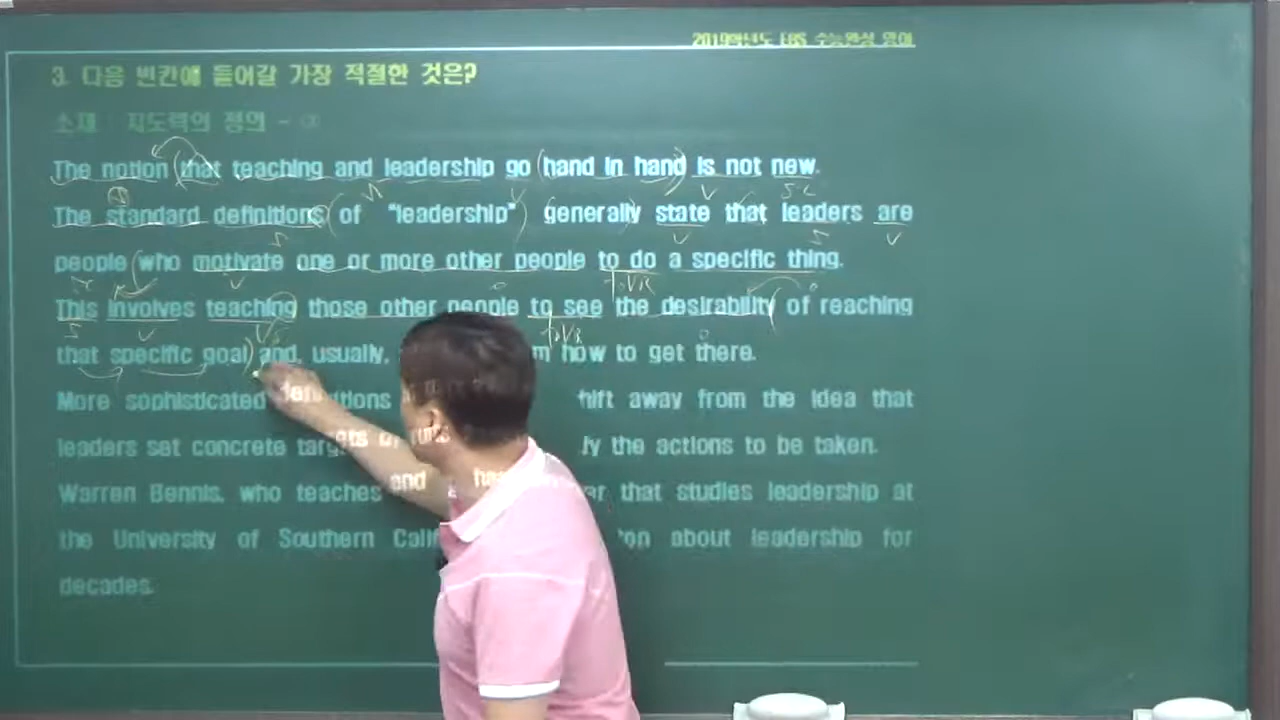 2019학년도 EBS 수능완성 영어
3. 다음 빈칸에 들어갈 가장 적절한 것은?
소재 : 지도력의 정의 -
The notion that teaching and leadership go hand in hand is not new.
The standard definitions of "leadership" generally state that leaders are
people who motivate one or more other people to do a specific thing.
This involves teaching those other people to see the desirability of reaching
that specific goal and, usually, how to get there.
More sophisticated definitions away from the idea that
leaders set concrete targets the actions to be taken.
Warren Bennis, who teaches and that studies leadership at
the University of Southern about leadership for
decades.